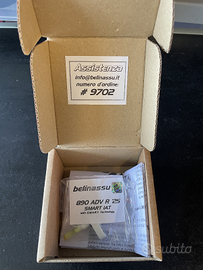 Assistenza
info@belinassu.it
numero d'ordine:
# 9702
belinassu
890 ADV R '25
SMART IAT
subito